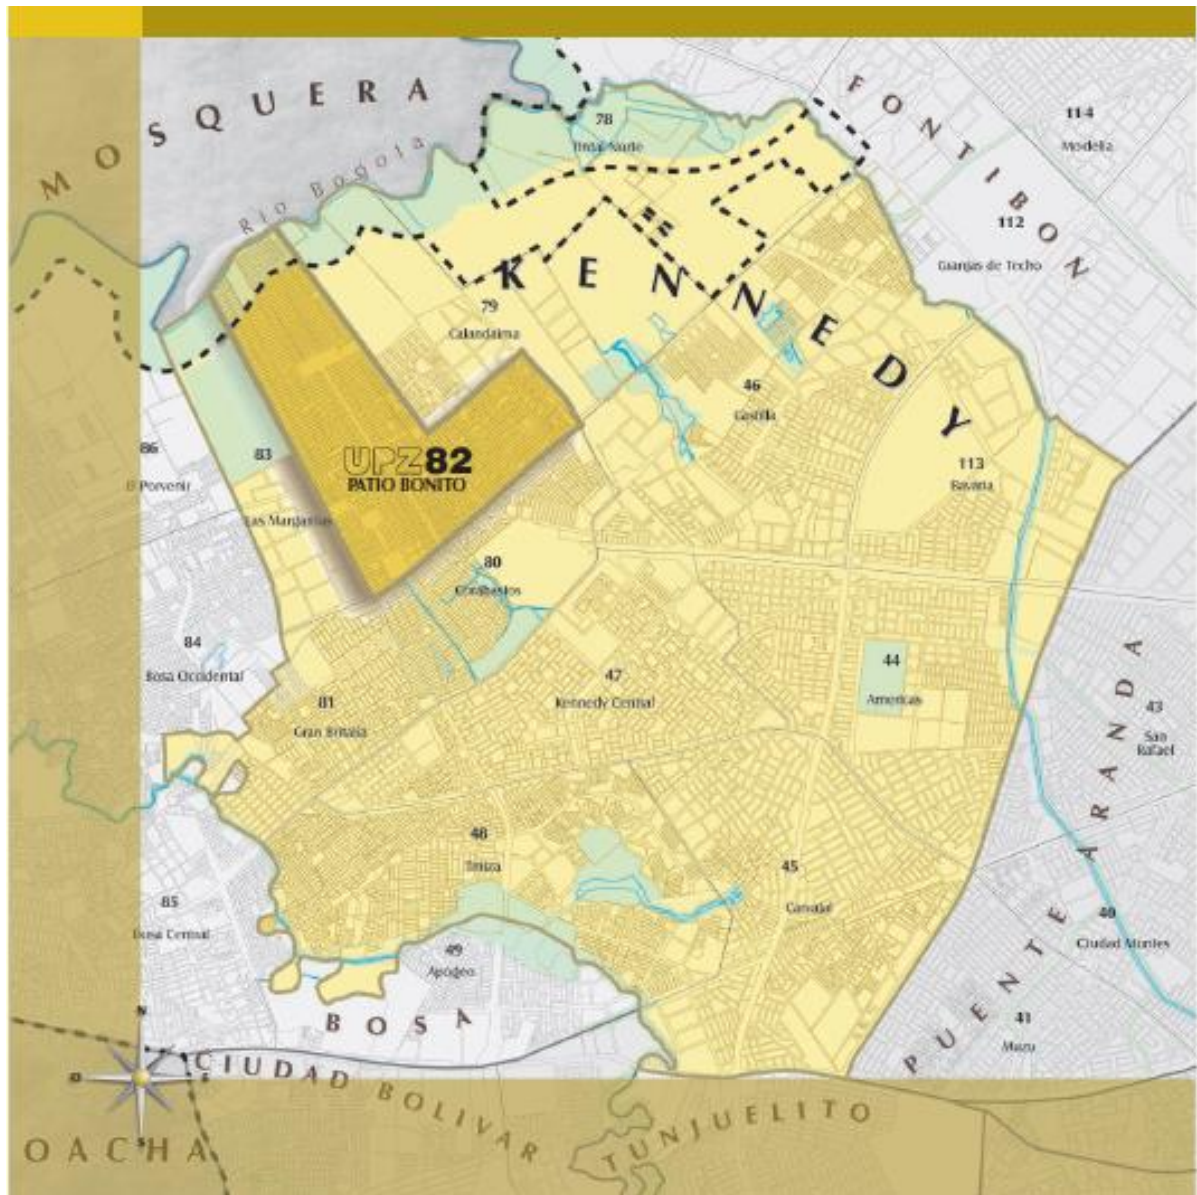 MOSQUERA
Río Bogota
FONTIBON
78
Tintal Norte
114
Modelia
112
Granjas de Techo
KENNEDY
79
Calandaima
46
Castilla
113
Bavaria
86
El Porvenir
83
Las Margaritas
UPZ82
PATIO BONITO
80
Corabastos
84
Bosa Occidental
47
Kennedy Central
44
Americas
81
Gran Britalia
43
San
Rafael
PUENTE ARANDA
48
Timiza
45
Carvajal
85
Bosa Central
49
Apogeo
40
Ciudad Montes
41
Muzu
BOSA
N
O
E
S
CIUDAD BOLIVAR
TUNJUELITO
OACHA